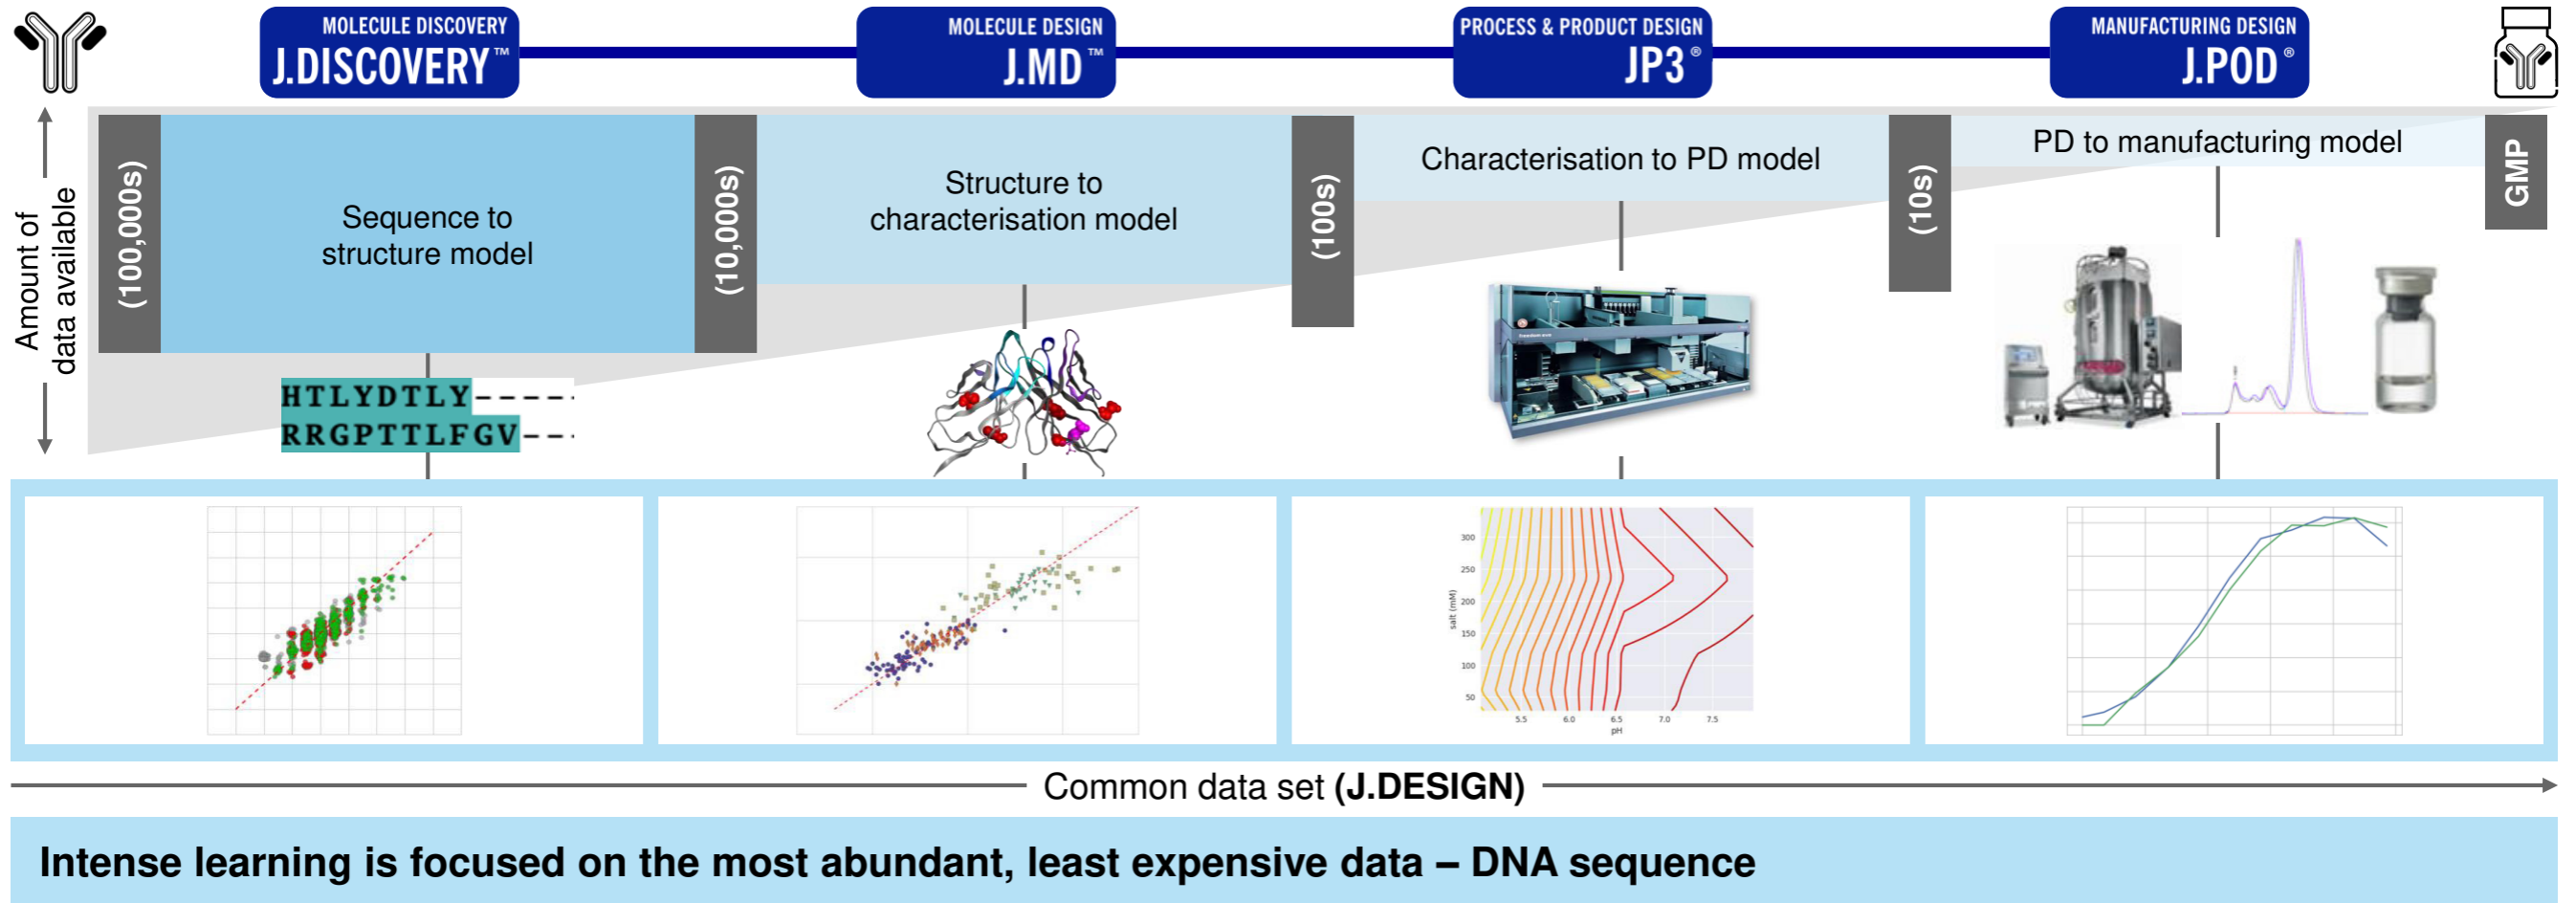 MOLECULE DISCOVERY
J.DISCOVERY™
MOLECULE DESIGN
J.MD™
PROCESS & PRODUCT DESIGN
JP3®
MANUFACTURING DESIGN
J.POD®
Amount of
data available
(100,000s)
Sequence to
structure model
(10,000s)
Structure to
characterisation model
(100s)
Characterisation to PD model
(10s)
PD to manufacturing model
GMP
HTLYDTLY-----
RRGPTTLFGV---
salt (mM)
300
250
200
150
100
50
5.5 6.0 6.5 7.0 7.5
pH
Common data set (J.DESIGN)
Intense learning is focused on the most abundant, least expensive data – DNA sequence